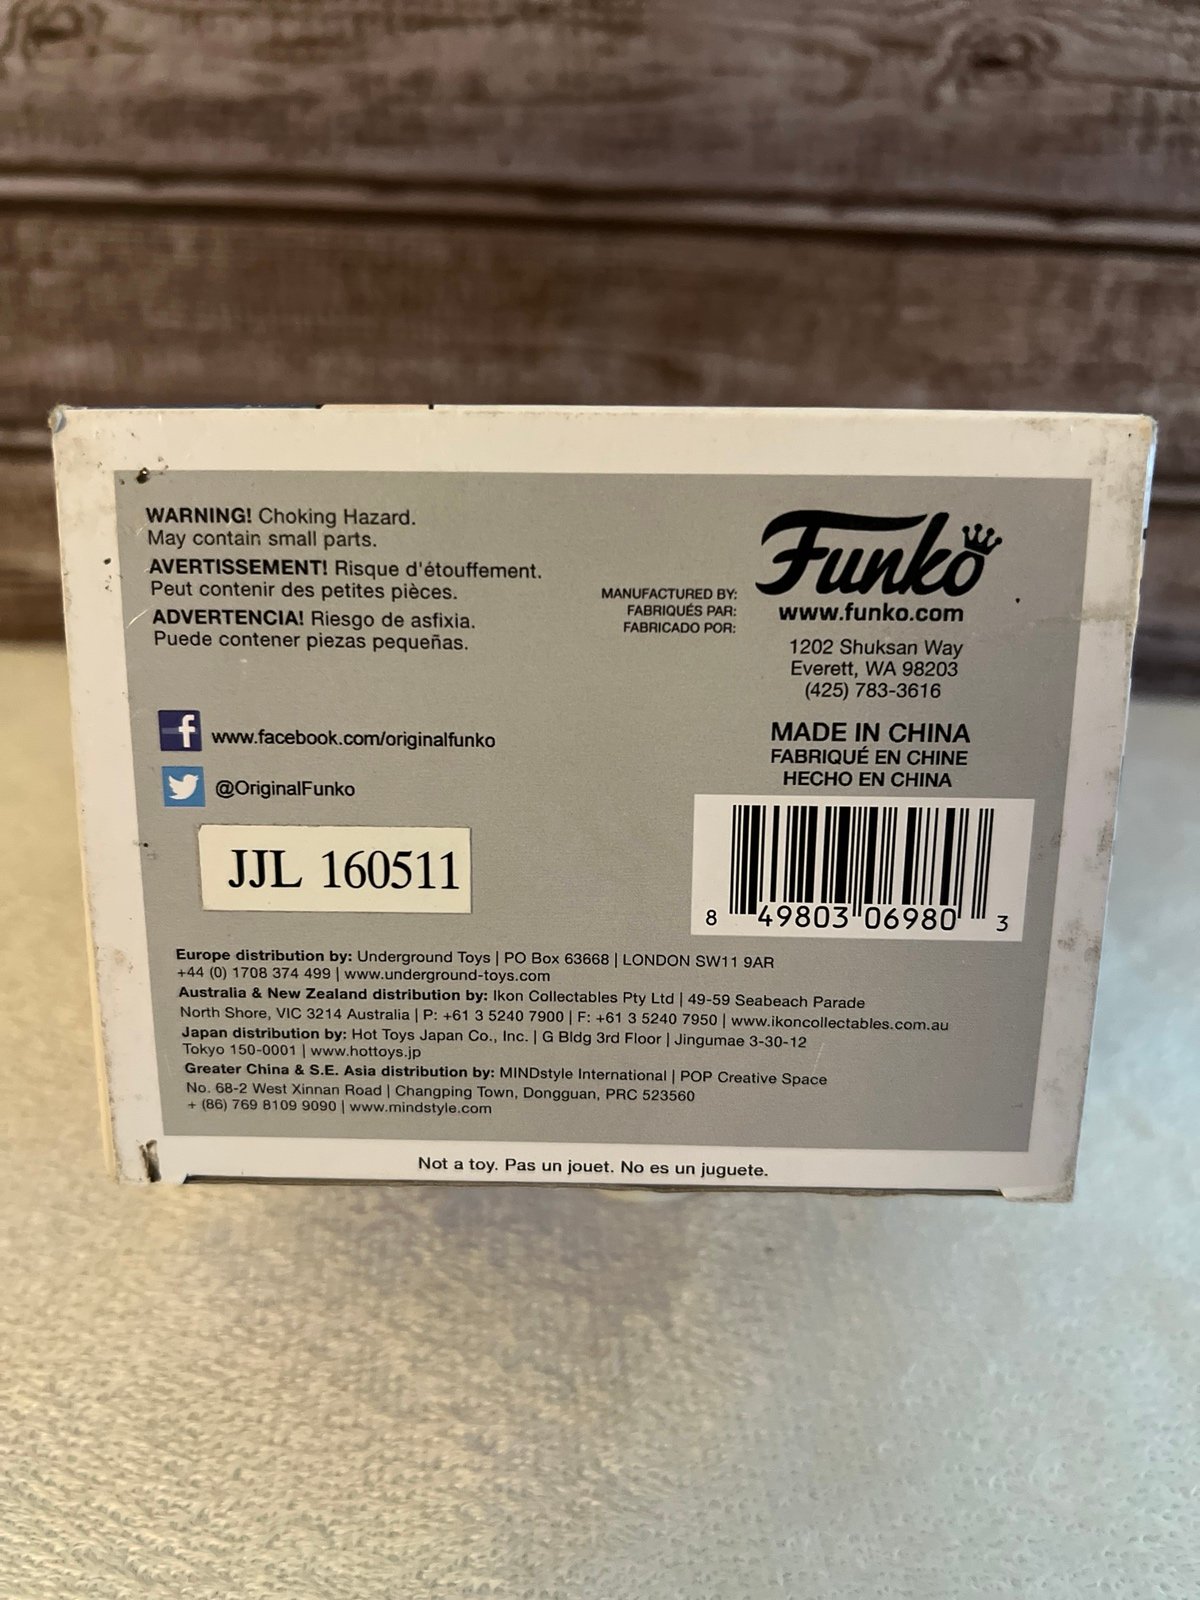 WARNING! Choking Hazard.
May contain small parts.
AVERTISSEMENT! Risque d'étouffement.
Peut contenir des petites pièces.
ADVERTENCIA! Riesgo de asfixia.
Puede contener piezas pequeñas.
MANUFACTURED BY:
FABRIQUÉS PAR:
FABRICADO POR:
Funko
www.funko.com
1202 Shuksan Way
Everett, WA 98203
(425) 783-3616
MADE IN CHINA
FABRIQUÉ EN CHINE
HECHO EN CHINA
f www.facebook.com/originalfunko
@OriginalFunko
JJL 160511
8 49803 06980 3
Europe distribution by: Underground Toys | PO Box 63668 | LONDON SW11 9AR
+44 (0) 1708 374 499 | www.underground-toys.com
Australia & New Zealand distribution by: Ikon Collectables Pty Ltd | 49-59 Seabeach Parade
North Shore, VIC 3214 Australia | P: +61 3 5240 7900 | F: +61 3 5240 7950 | www.ikoncollectables.com.au
Japan distribution by: Hot Toys Japan Co., Inc. | G Bldg 3rd Floor | Jingumae 3-30-12
Tokyo 150-0001 | www.hottoys.jp
Greater China & S.E. Asia distribution by: MINDstyle International | POP Creative Space
No. 68-2 West Xinnan Road | Changping Town, Dongguan, PRC 523560
+ (86) 769 8109 9090 | www.mindstyle.com
Not a toy. Pas un jouet. No es un juguete.